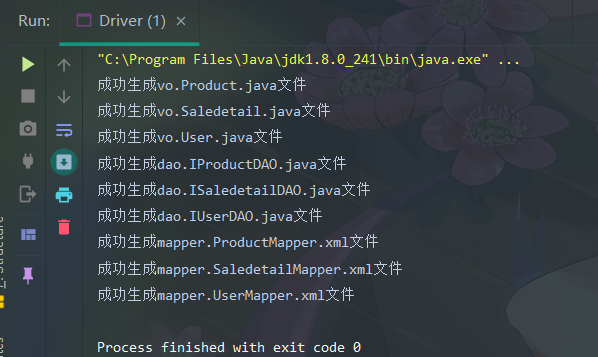 Run:
Driver (1)
"C:\Program Files\Java\jdk1.8.0_241\bin\java.exe" ...
成功生成vo.Product.java文件
成功生成vo.Saledetail.java文件
成功生成vo.User.java文件
成功生成dao.IProductDAO.java文件
成功生成dao.ISaledetailDAO.java文件
成功生成dao.IUserDAO.java文件
成功生成mapper.ProductMapper.xml文件
成功生成mapper.SaledetailMapper.xml文件
成功生成mapper.UserMapper.xml文件
Process finished with exit code 0